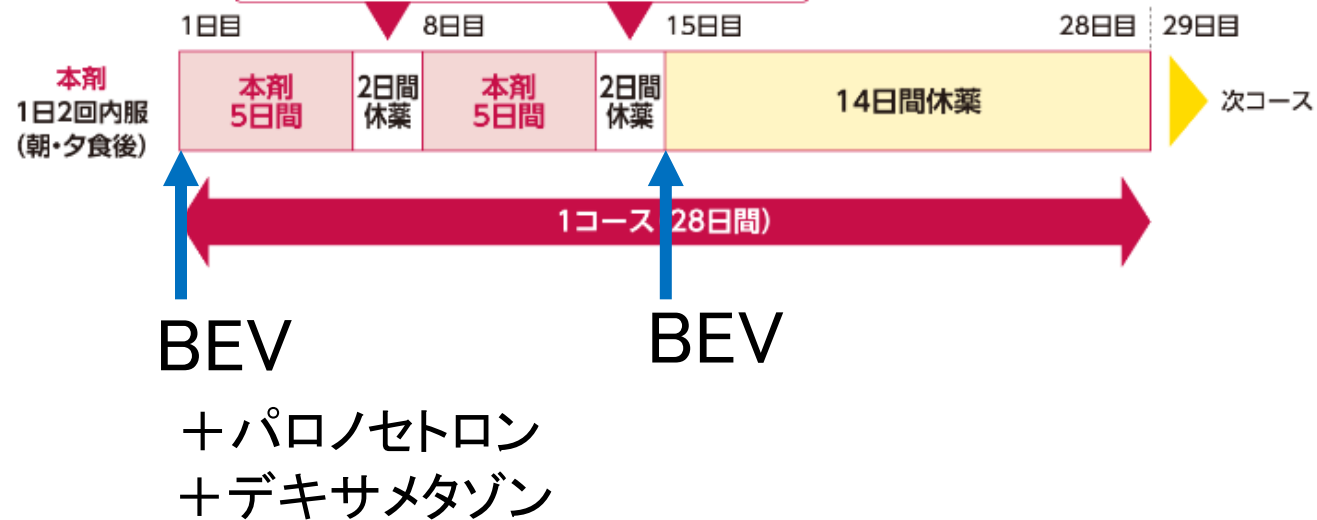 1日目
8日目
15日目
28日目
29日目
本剤
1日2回内服
(朝・夕食後)
本剤
5日間
2日間
休薬
本剤
5日間
2日間
休薬
14日間休薬
次コース
1コース 28日間)
BEV
BEV
＋パロノセトロン
＋デキサメタゾン